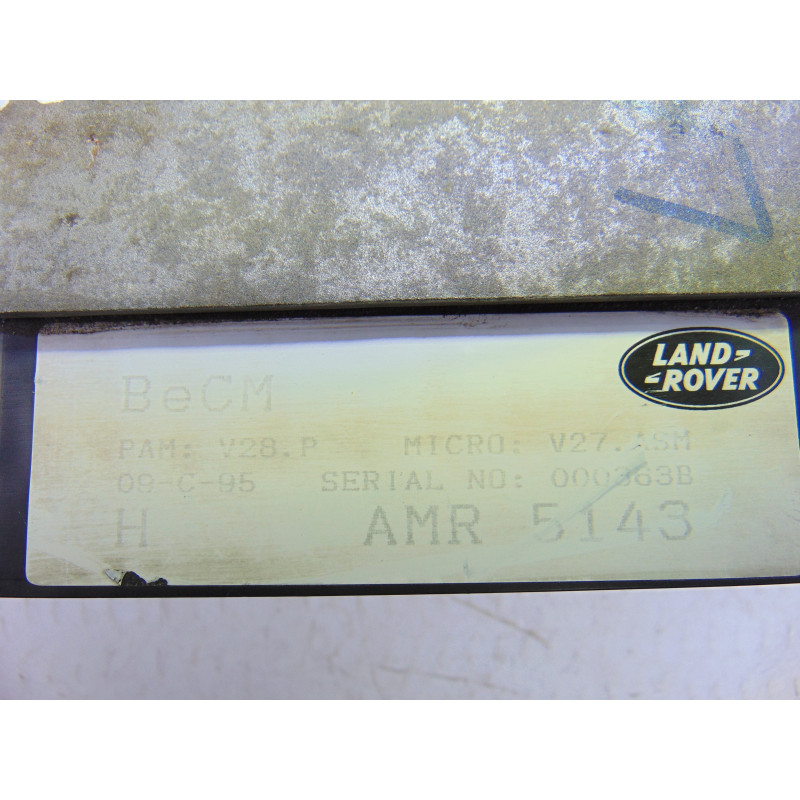 LAND-
ROVER
BeCM
PAM: V28.P MICRO: V27.ASM
09-C-95 SERIAL NO: 000363B
H AMR 5143